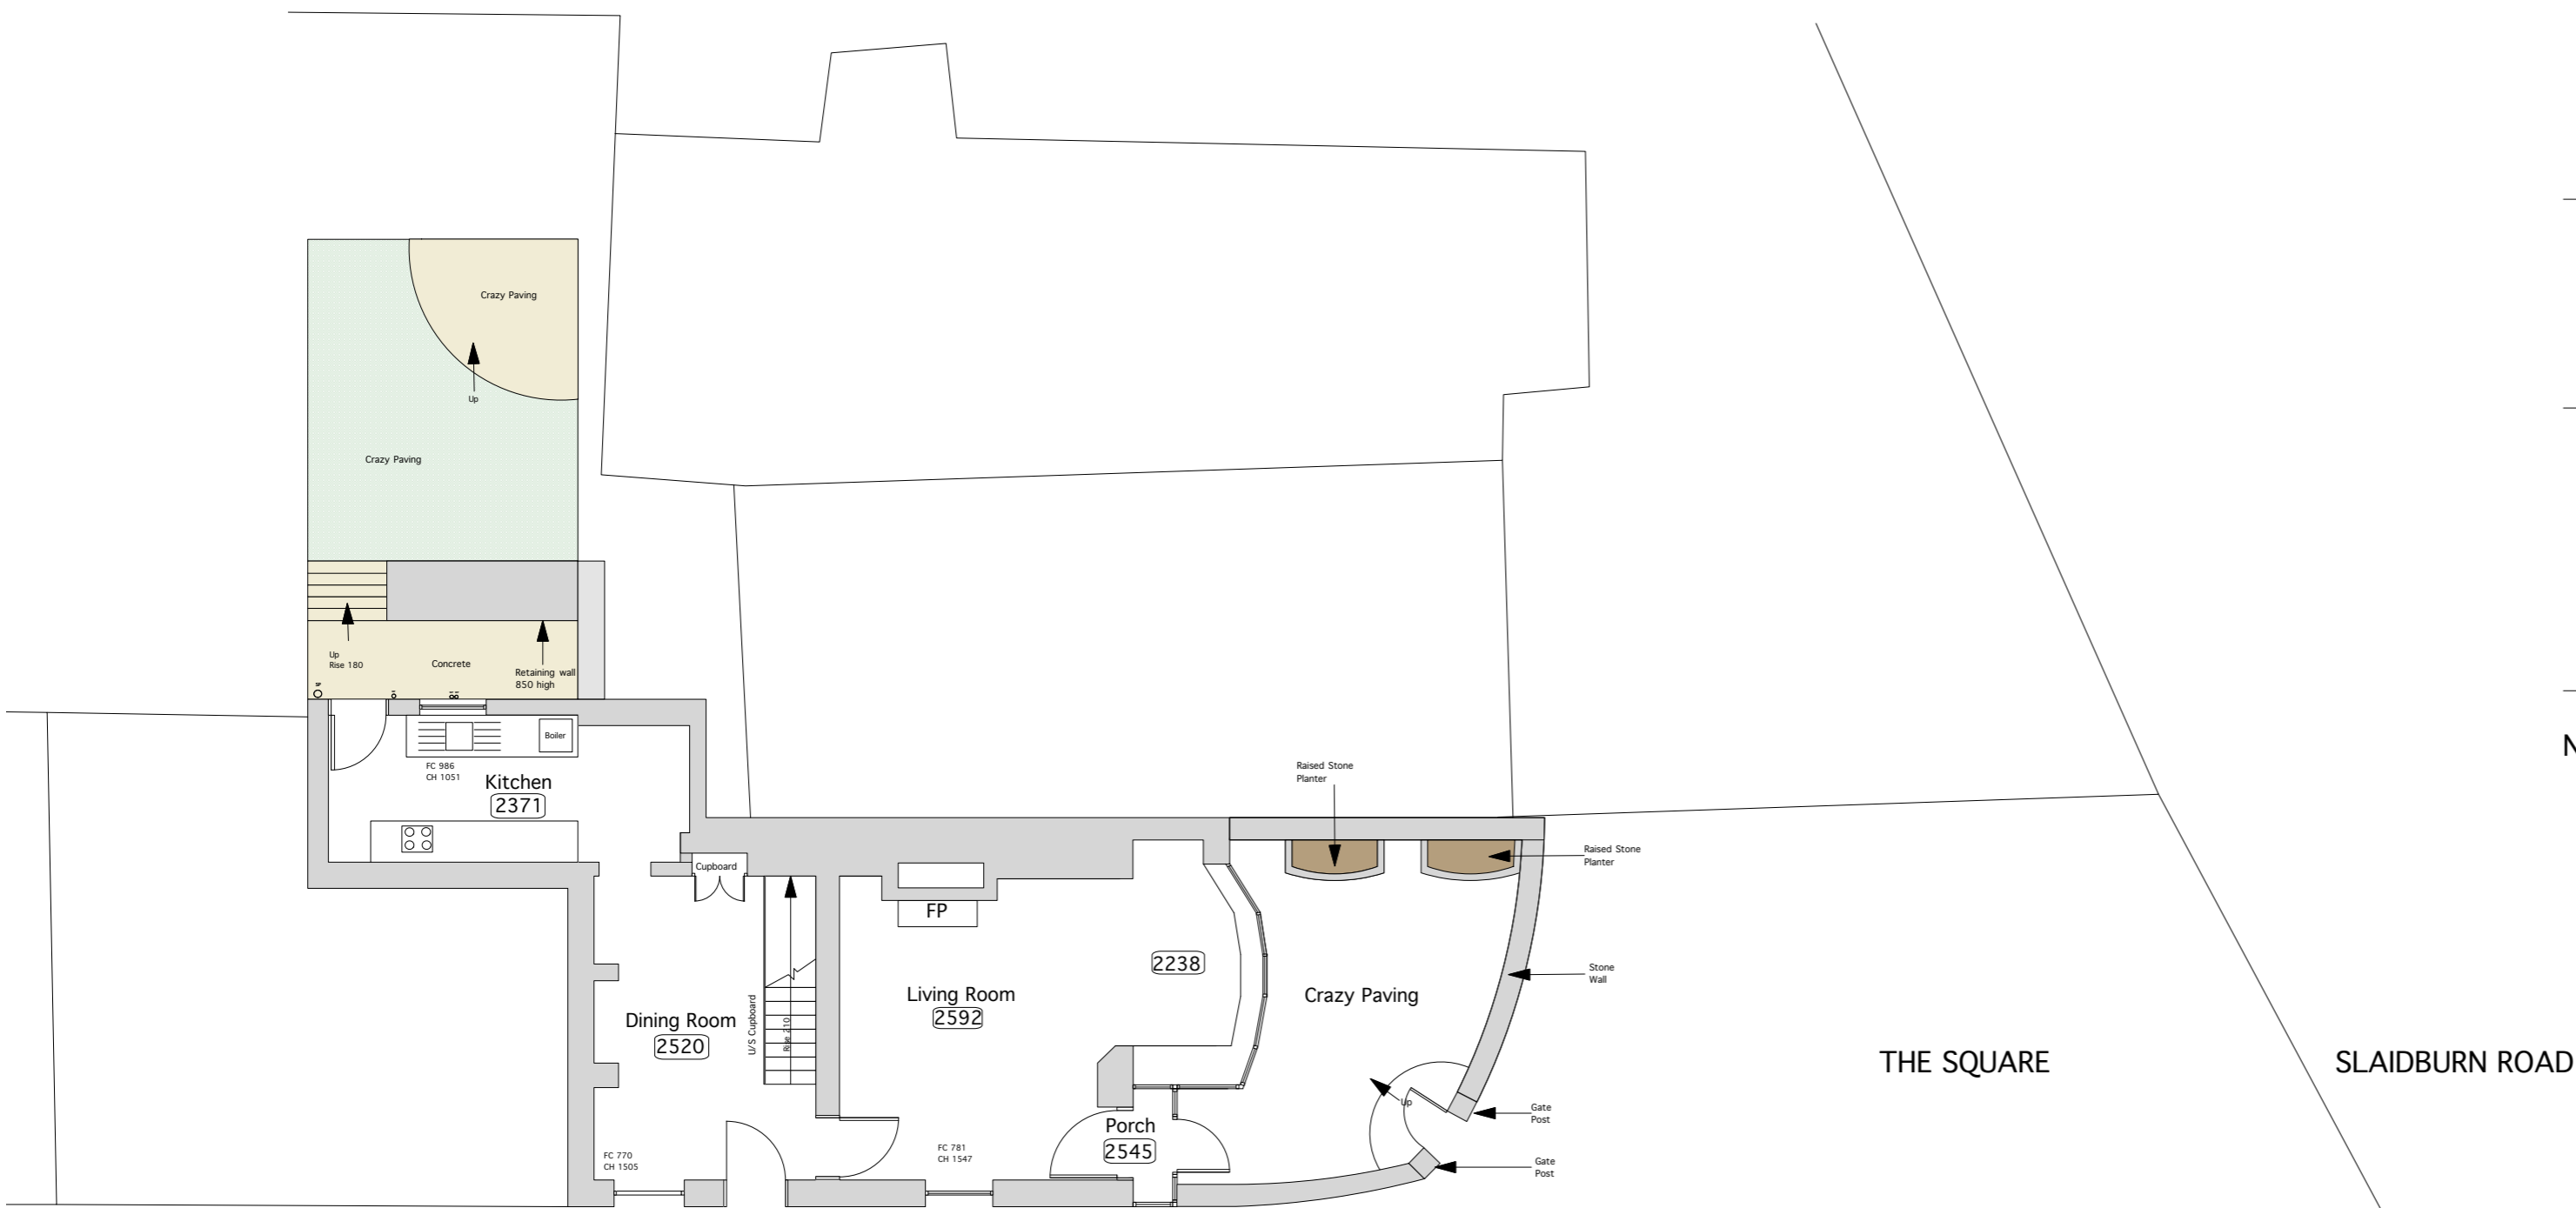 Crazy Paving
Up
Crazy Paving
Up
Rise 180
Concrete
Retaining wall
850 high
Boiler
FC 986
CH 1051
Kitchen
2371
Cupboard
FP
Raised Stone
Planter
Raised Stone
Planter
2238
Stone
Wall
Living Room
2592
Crazy Paving
Dining Room
2520
U/S Cupboard
Rise 210
THE SQUARE
SLAIDBURN ROAD
Up
Gate
Post
Porch
2545
FC 781
CH 1547
FC 770
CH 1505
Gate
Post